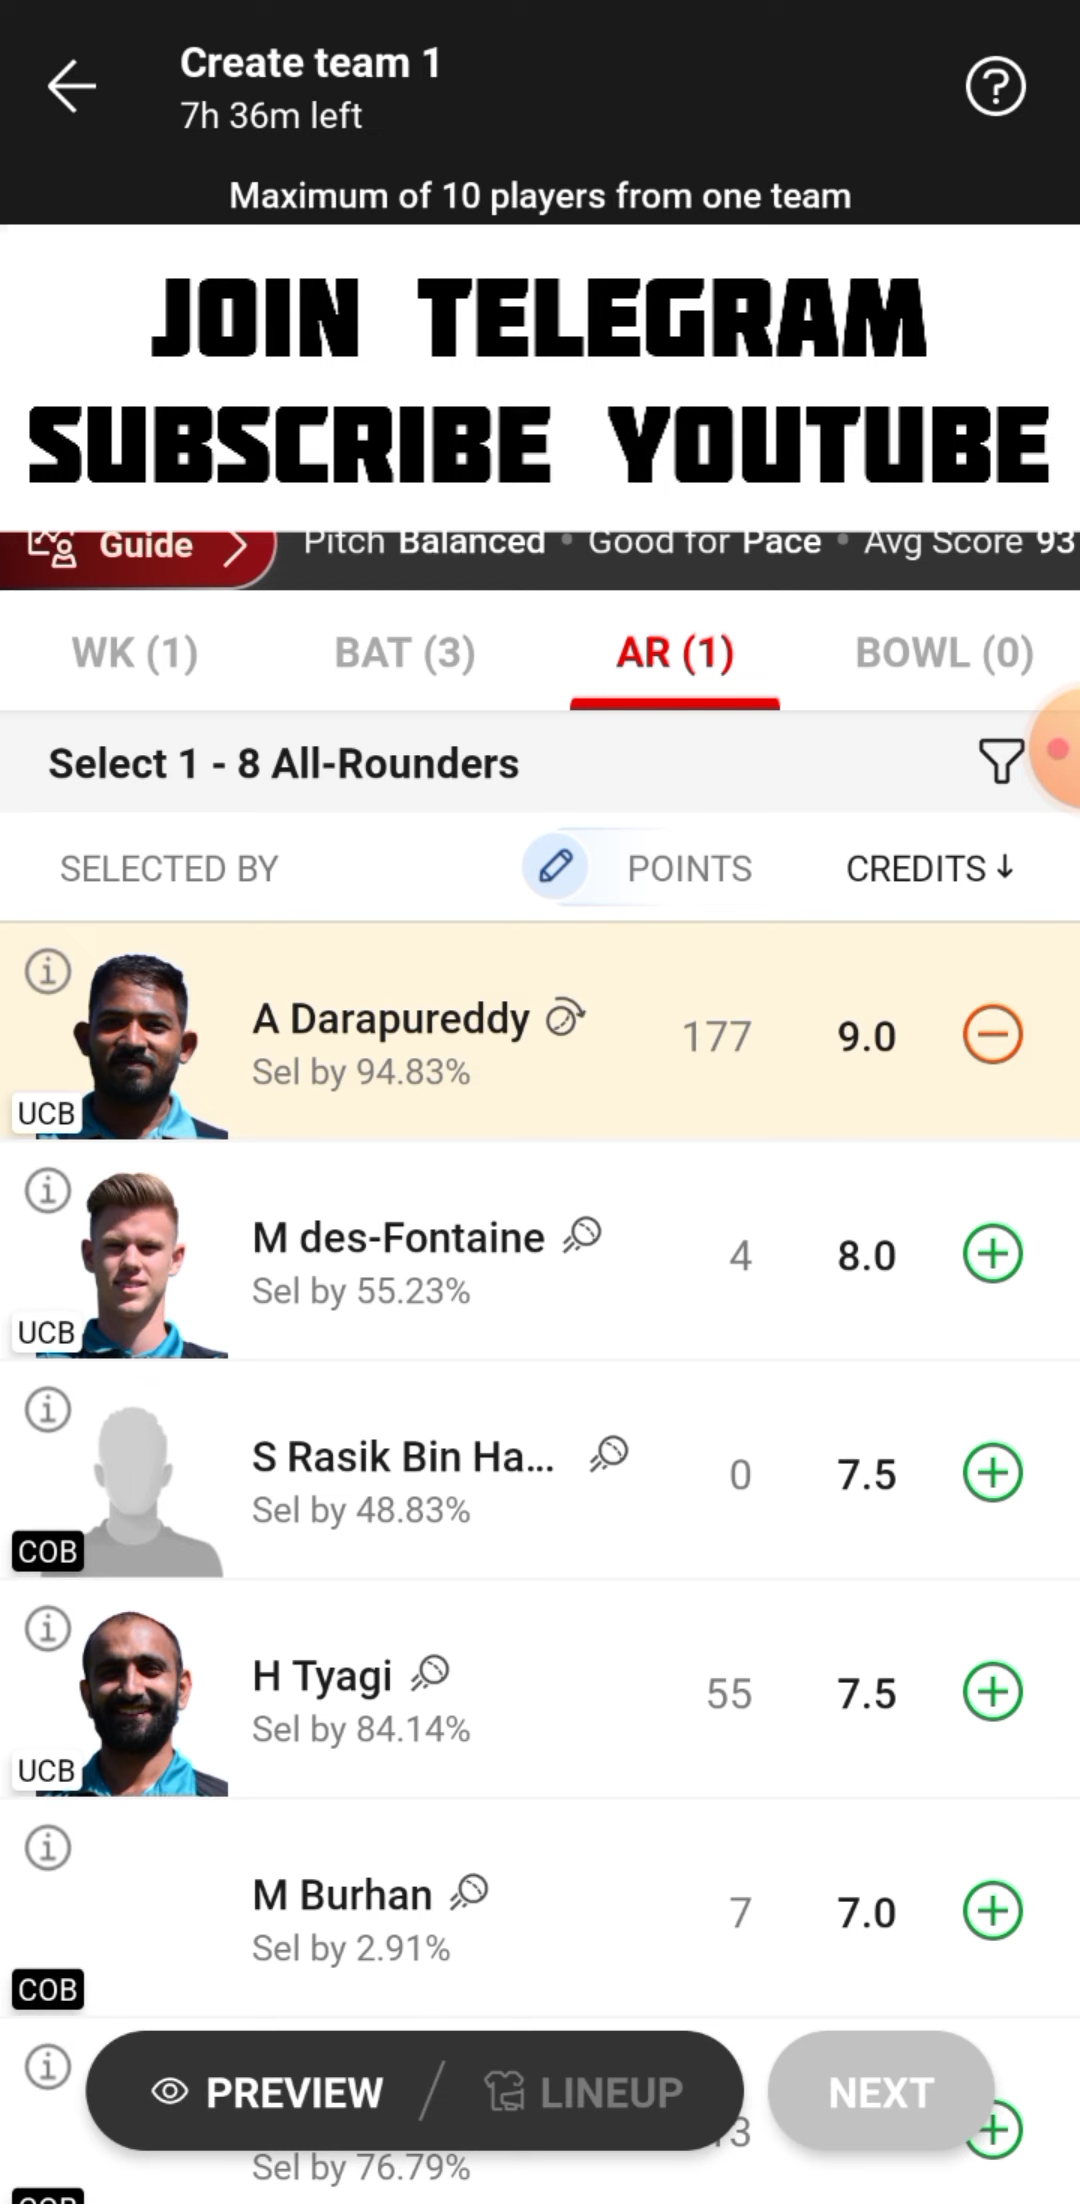 Create team 1
7h 36m left
Maximum of 10 players from one team
JOIN TELEGRAM
SUBSCRIBE YOUTUBE
Guide Pitch Balanced • Good for Pace • Avg Score 93
WK (1) BAT (3) AR (1) BOWL (0)
Select 1 - 8 All-Rounders
SELECTED BY POINTS CREDITS ↓
A Darapureddy 177 9.0
Sel by 94.83%
UCB
M des-Fontaine 4 8.0
Sel by 55.23%
UCB
S Rasik Bin Ha... 0 7.5
Sel by 48.83%
COB
H Tyagi 55 7.5
Sel by 84.14%
UCB
M Burhan 7 7.0
Sel by 2.91%
COB
PREVIEW / LINEUP NEXT
Sel by 76.79%